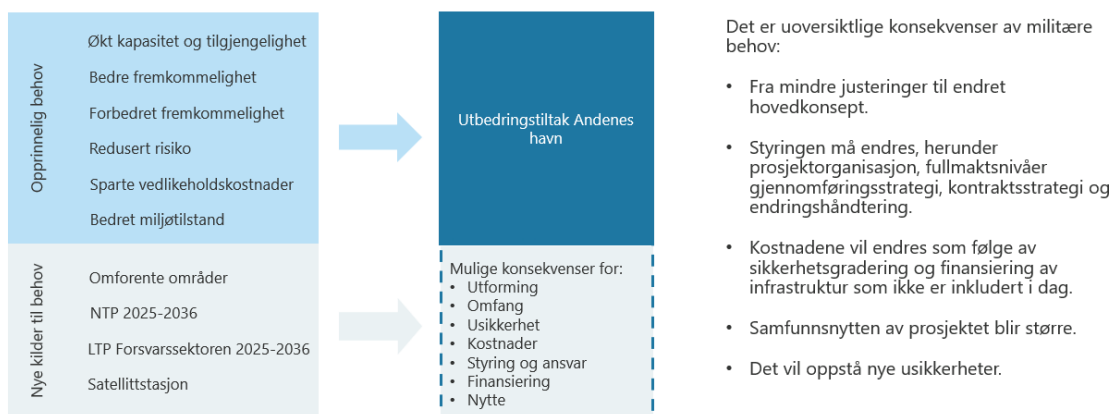 Opprinnelig behov
Økt kapasitet og tilgjengelighet
Bedre fremkommelighet
Forbedret fremkommelighet
Redusert risiko
Sparte vedlikeholdskostnader
Bedret miljøtilstand
Nye kilder til behov
Omforente områder
NTP 2025-2036
LTP Forsvarssektoren 2025-2036
Satellittstasjon
Utbedringstiltak Andenes
havn
Mulige konsekvenser for:
• Utforming
• Omfang
• Usikkerhet
• Kostnader
• Styring og ansvar
• Finansiering
• Nytte
Det er uoversiktlige konsekvenser av militære
behov:
• Fra mindre justeringer til endret
hovedkonsept.
• Styringen må endres, herunder
prosjektorganisasjon, fullmaktsnivåer
gjennomføringsstrategi, kontraktsstrategi og
endringshåndtering.
• Kostnadene vil endres som følge av
sikkerhetsgradering og finansiering av
infrastruktur som ikke er inkludert i dag.
• Samfunnsnytten av prosjektet blir større.
• Det vil oppstå nye usikkerheter.